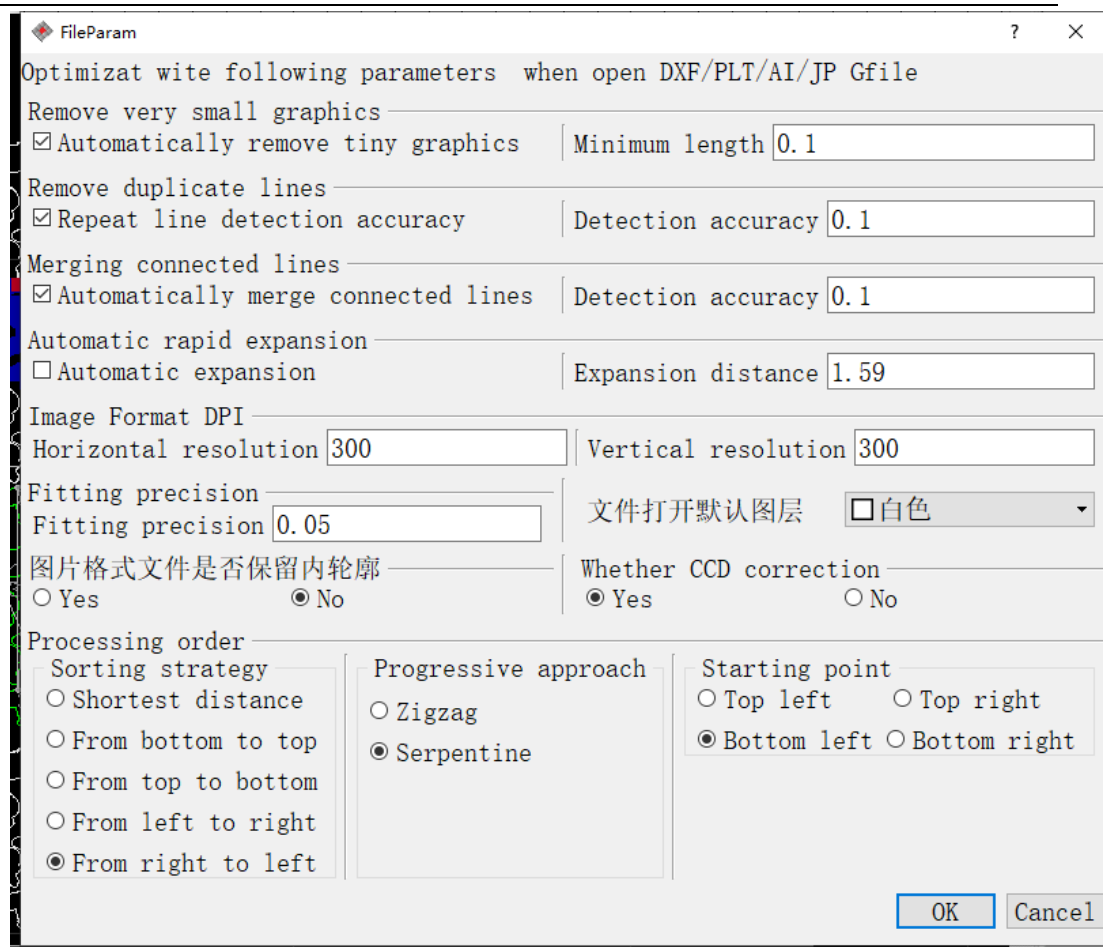 FileParam
Optimizat wite following parameters when open DXF/PLT/AI/JP Gfile
Remove very small graphics
Automatically remove tiny graphics Minimum length 0.1
Remove duplicate lines
Repeat line detection accuracy Detection accuracy 0.1
Merging connected lines
Automatically merge connected lines Detection accuracy 0.1
Automatic rapid expansion
Automatic expansion Expansion distance 1.59
Image Format DPI
Horizontal resolution 300 Vertical resolution 300
Fitting precision
Fitting precision 0.05 文件打开默认图层 白色
图片格式文件是否保留内轮廓 Whether CCD correction
Yes No Yes No
Processing order
Sorting strategy Progressive approach Starting point
Shortest distance Zigzag Top left Top right
From bottom to top Serpentine Bottom left Bottom right
From top to bottom
From left to right
From right to left
OK Cancel